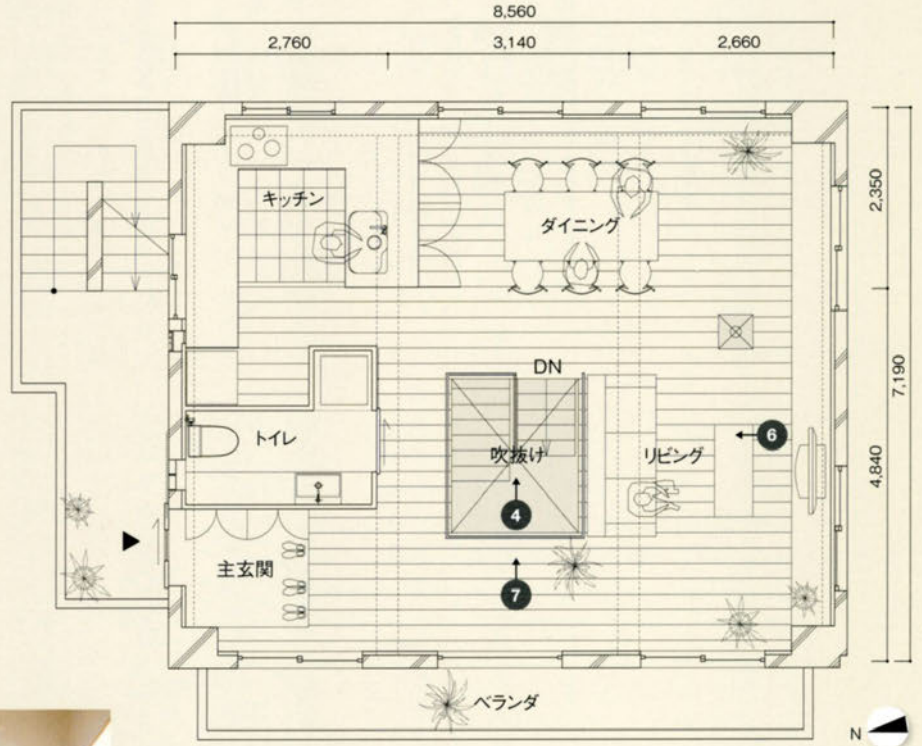 8,560
2,760
3,140
2,660
キッチン
ダイニング
2,350
DN
トイレ
吹抜け
リビング
6
4,840
7,190
4
主玄関
7
ベランダ
N